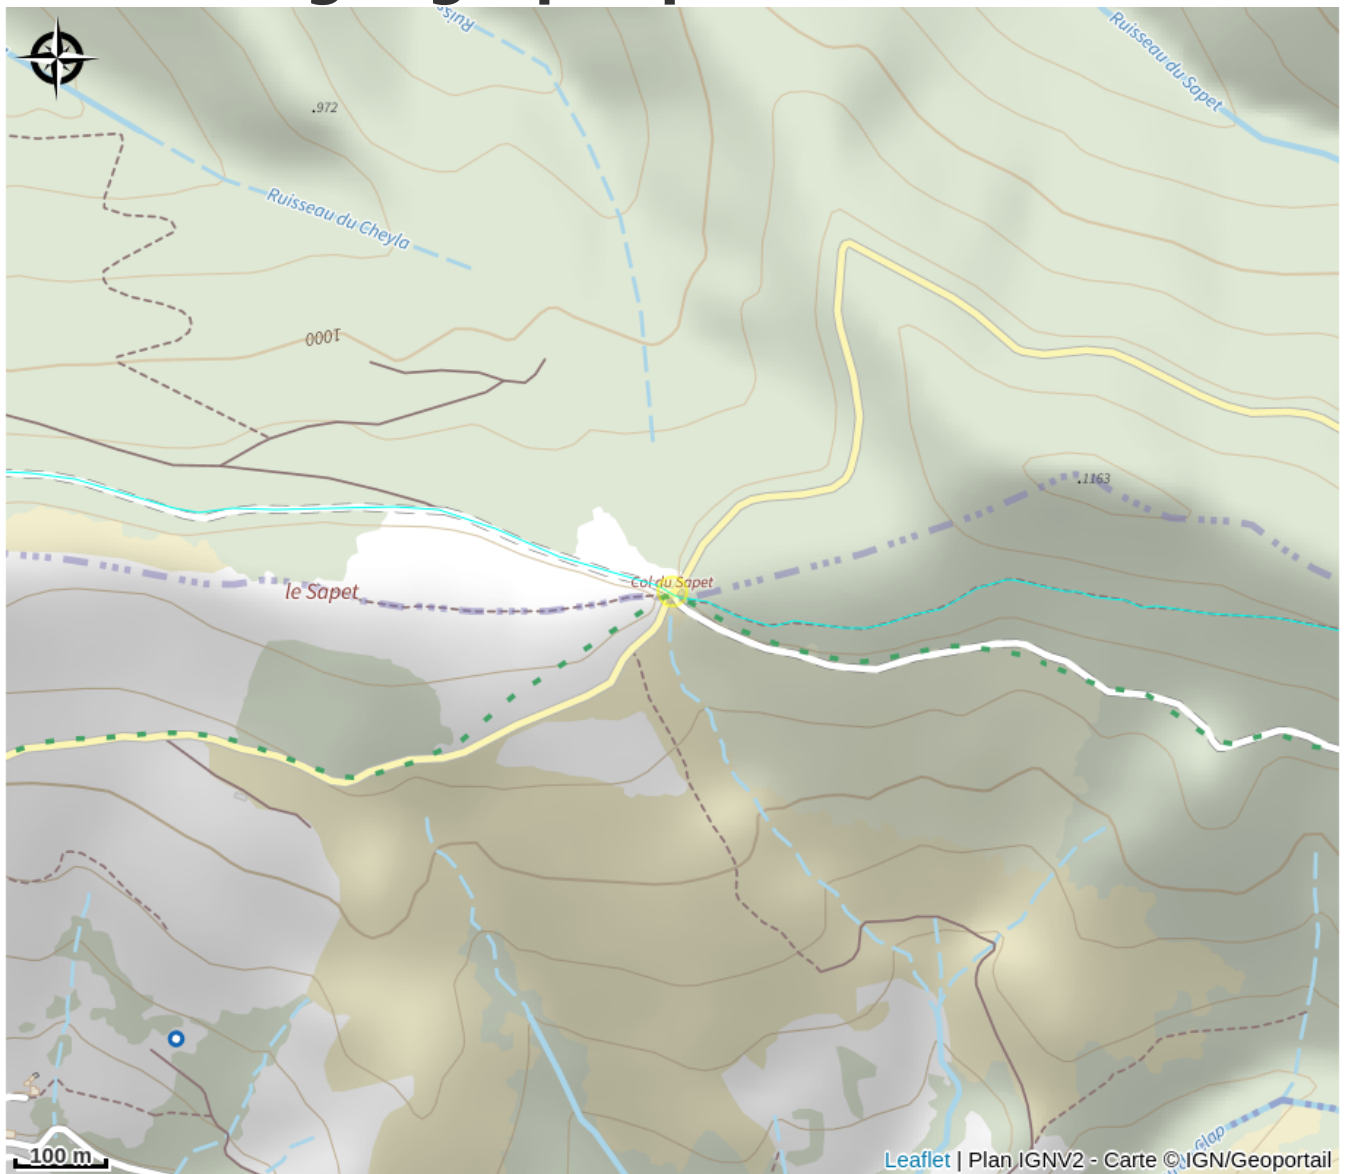 Ruisseau du Sapet
.972
Ruisseau du Cheyla
1000
.1163
Col du Sapet
le Sapet
Clap
100 m
Leaflet | Plan IGNV2 - Carte © IGN/Geoportail